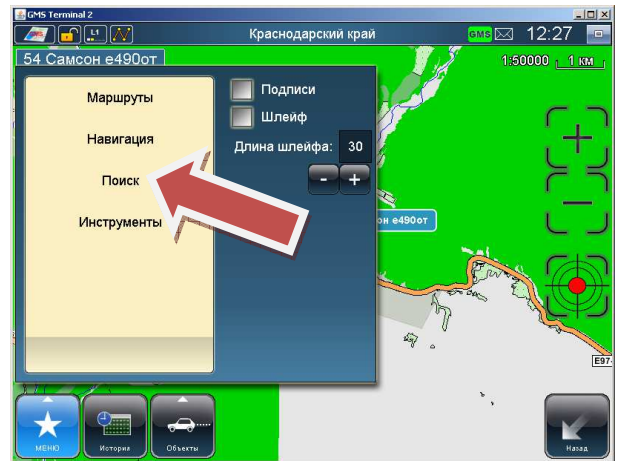 GMS Terminal 2
L1
Краснодарский край
GMS
12:27
54 Самсон е490от
1:50000
1 км
Маршруты
Навигация
Поиск
Инструменты
Подписи
Шлейф
Длина шлейфа: 30
- +
он е490от
E97
МЕНЮ
История
Объекты
Назад